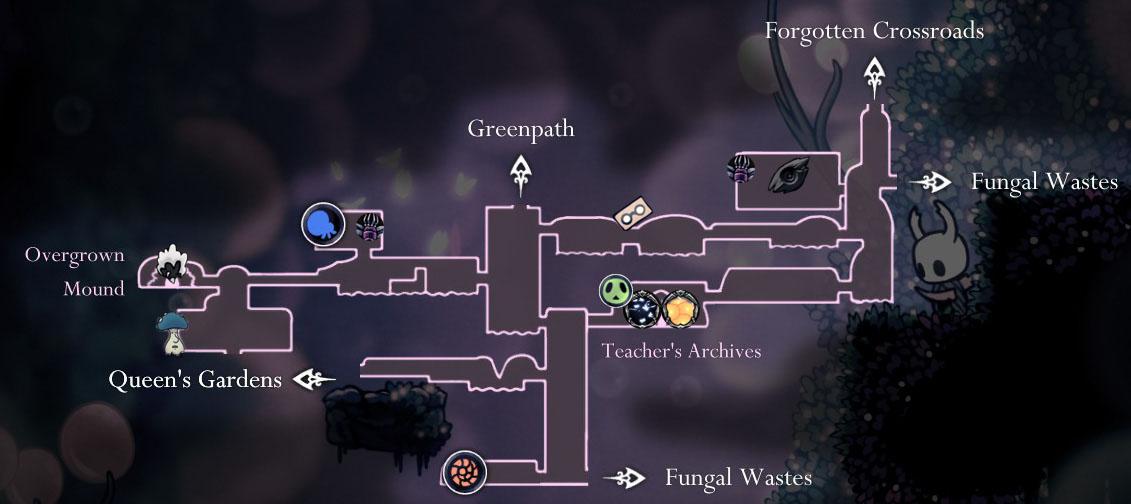 Forgotten Crossroads
Greenpath
Fungal Wastes
Overgrown
Mound
Teacher's Archives
Queen's Gardens
Fungal Wastes